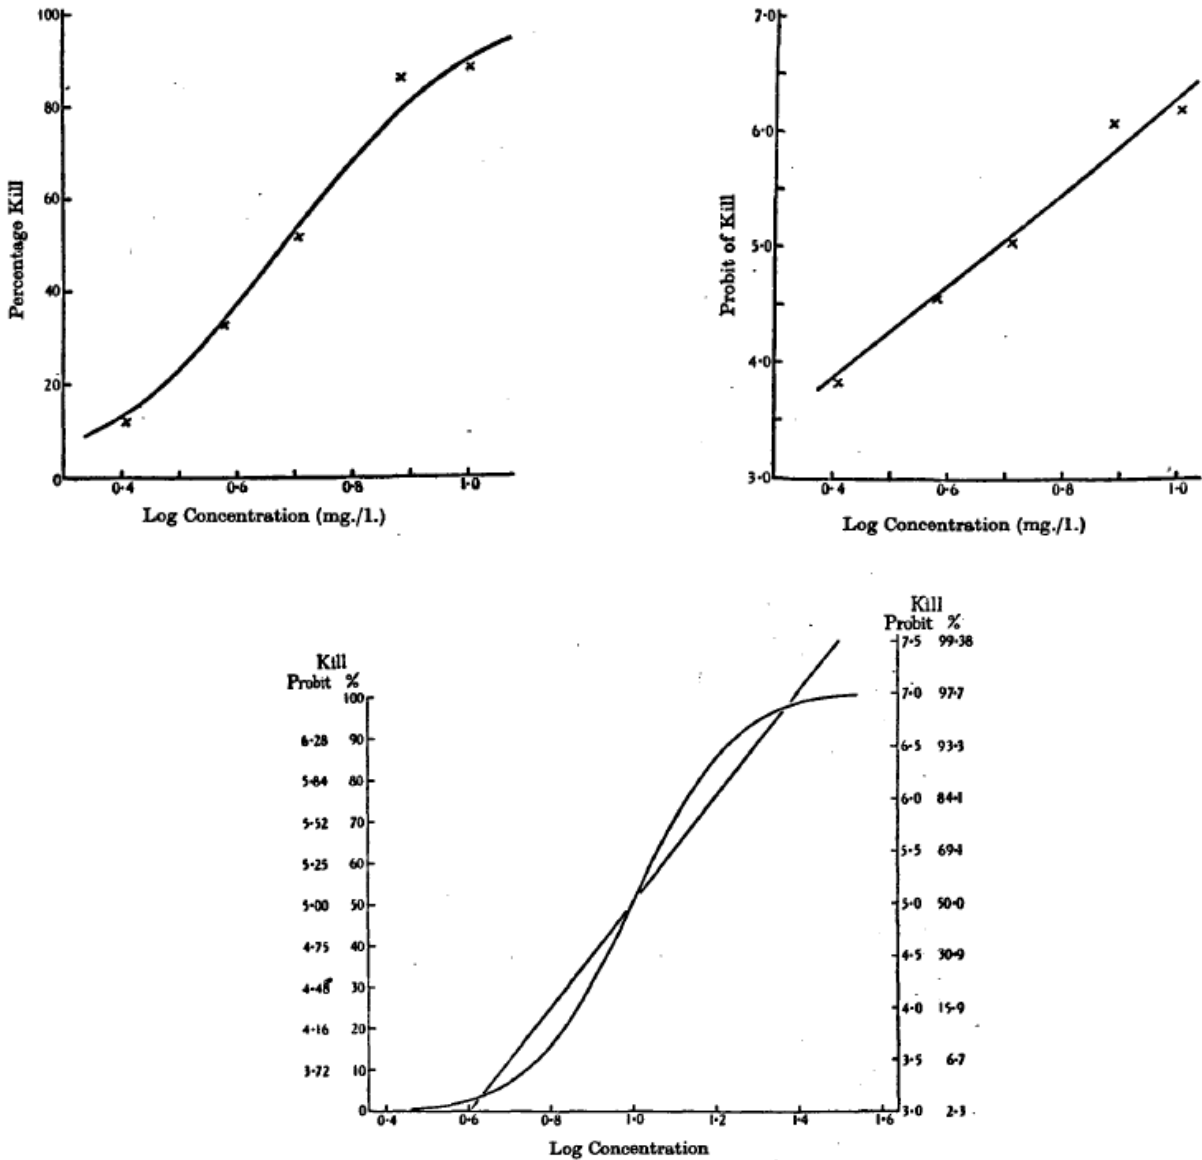 100
80
60
40
20
0
Percentage Kill
0·4 0·6 0·8 1·0
Log Concentration (mg./1.)
7·0
6·0
5·0
4·0
3·0
Probit of Kill
0·4 0·6 0·8 1·0
Log Concentration (mg./1.)
Kill
Probit %
100
6·28 90
5·84 80
5·52 70
5·25 60
5·00 50
4·75 40
4·48 30
4·16 20
3·72 10
0
Kill
Probit %
7·5 99·38
7·0 97·7
6·5 93·3
6·0 84·1
5·5 69·1
5·0 50·0
4·5 30·9
4·0 15·9
3·5 6·7
3·0 2·3
0·4 0·6 0·8 1·0 1·2 1·4 1·6
Log Concentration